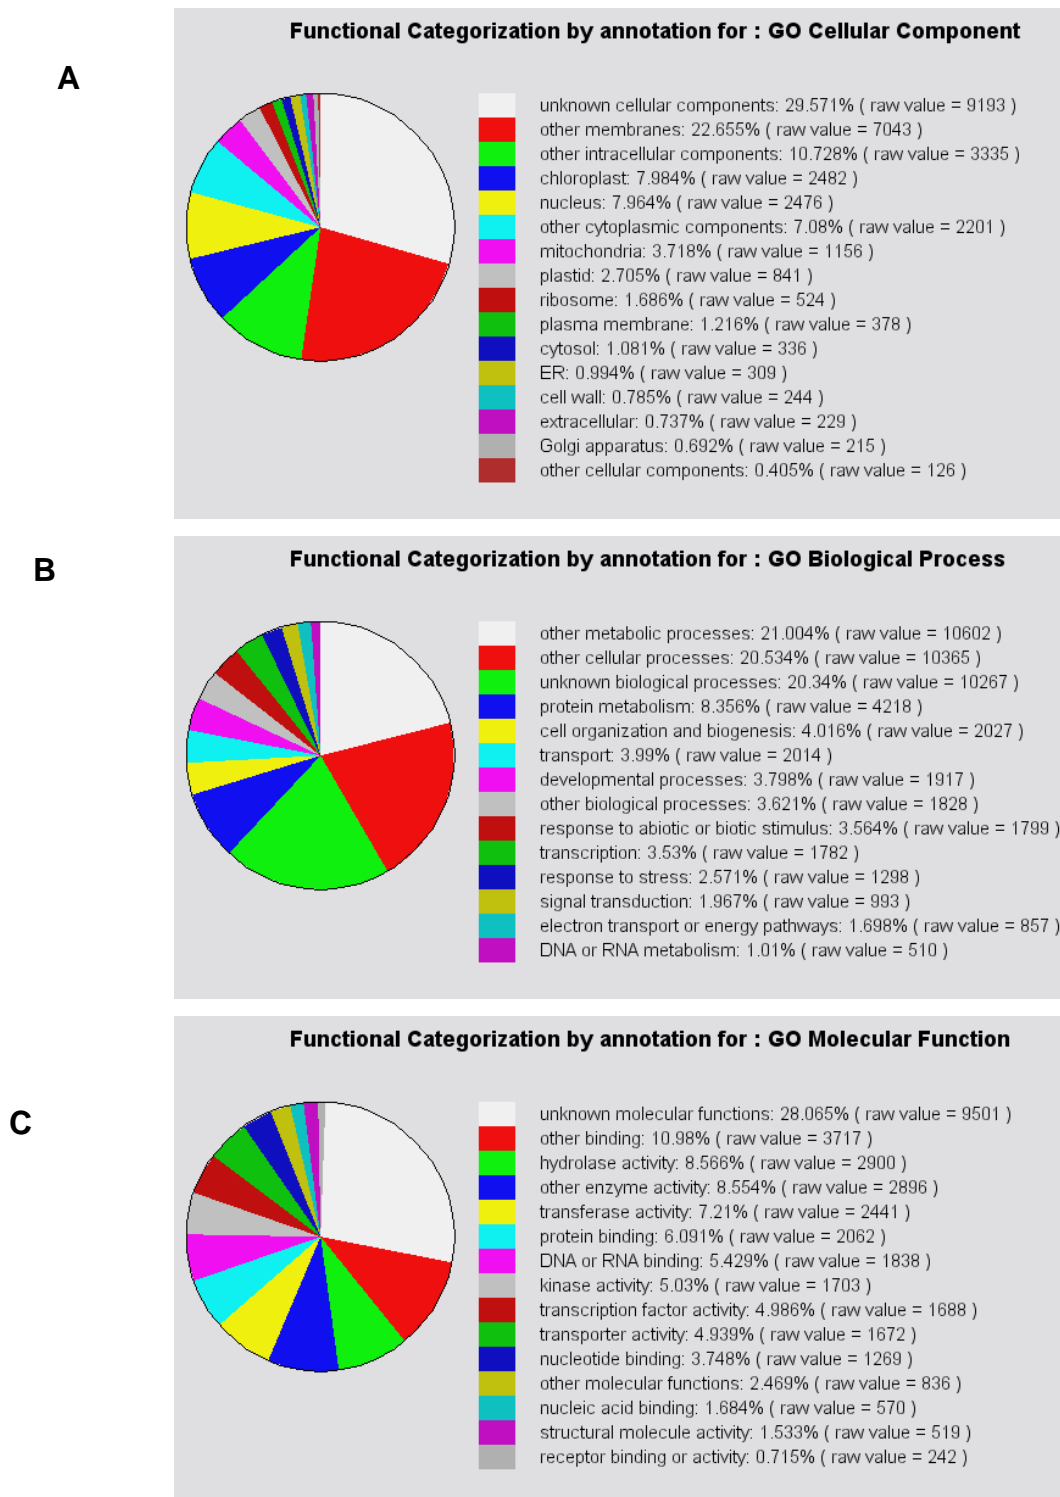 A
Functional Categorization by annotation for : GO Cellular Component
unknown cellular components: 29.571% ( raw value = 9193 )
other membranes: 22.655% ( raw value = 7043 )
other intracellular components: 10.728% ( raw value = 3335 )
chloroplast: 7.984% ( raw value = 2482 )
nucleus: 7.964% ( raw value = 2476 )
other cytoplasmic components: 7.08% ( raw value = 2201 )
mitochondria: 3.718% ( raw value = 1156 )
plastid: 2.705% ( raw value = 841 )
ribosome: 1.686% ( raw value = 524 )
plasma membrane: 1.216% ( raw value = 378 )
cytosol: 1.081% ( raw value = 336 )
ER: 0.994% ( raw value = 309 )
cell wall: 0.785% ( raw value = 244 )
extracellular: 0.737% ( raw value = 229 )
Golgi apparatus: 0.692% ( raw value = 215 )
other cellular components: 0.405% ( raw value = 126 )
B
Functional Categorization by annotation for : GO Biological Process
other metabolic processes: 21.004% ( raw value = 10602 )
other cellular processes: 20.534% ( raw value = 10365 )
unknown biological processes: 20.34% ( raw value = 10267 )
protein metabolism: 8.356% ( raw value = 4218 )
cell organization and biogenesis: 4.016% ( raw value = 2027 )
transport: 3.99% ( raw value = 2014 )
developmental processes: 3.798% ( raw value = 1917 )
other biological processes: 3.621% ( raw value = 1828 )
response to abiotic or biotic stimulus: 3.564% ( raw value = 1799 )
transcription: 3.53% ( raw value = 1782 )
response to stress: 2.571% ( raw value = 1298 )
signal transduction: 1.967% ( raw value = 993 )
electron transport or energy pathways: 1.698% ( raw value = 857 )
DNA or RNA metabolism: 1.01% ( raw value = 510 )
C
Functional Categorization by annotation for : GO Molecular Function
unknown molecular functions: 28.065% ( raw value = 9501 )
other binding: 10.98% ( raw value = 3717 )
hydrolase activity: 8.566% ( raw value = 2900 )
other enzyme activity: 8.554% ( raw value = 2896 )
transferase activity: 7.21% ( raw value = 2441 )
protein binding: 6.091% ( raw value = 2062 )
DNA or RNA binding: 5.429% ( raw value = 1838 )
kinase activity: 5.03% ( raw value = 1703 )
transcription factor activity: 4.986% ( raw value = 1688 )
transporter activity: 4.939% ( raw value = 1672 )
nucleotide binding: 3.748% ( raw value = 1269 )
other molecular functions: 2.469% ( raw value = 836 )
nucleic acid binding: 1.684% ( raw value = 570 )
structural molecule activity: 1.533% ( raw value = 519 )
receptor binding or activity: 0.715% ( raw value = 242 )